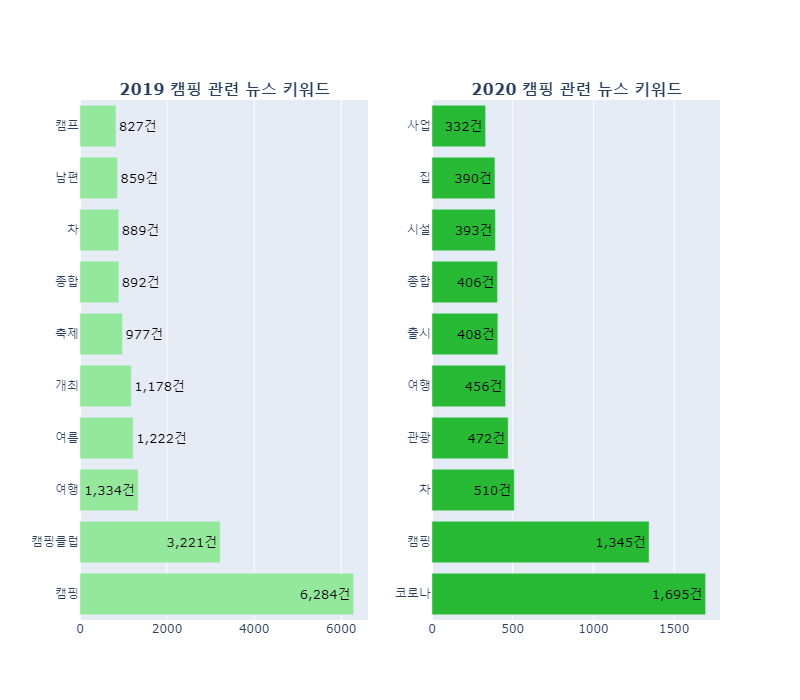 2019 캠핑 관련 뉴스 키워드
캠프 827건
남편 859건
차 889건
종합 892건
축제 977건
개최 1,178건
여름 1,222건
여행 1,334건
캠핑클럽 3,221건
캠핑 6,284건
0 2000 4000 6000
2020 캠핑 관련 뉴스 키워드
사업 332건
집 390건
시설 393건
종합 406건
출시 408건
여행 456건
관광 472건
차 510건
캠핑 1,345건
코로나 1,695건
0 500 1000 1500